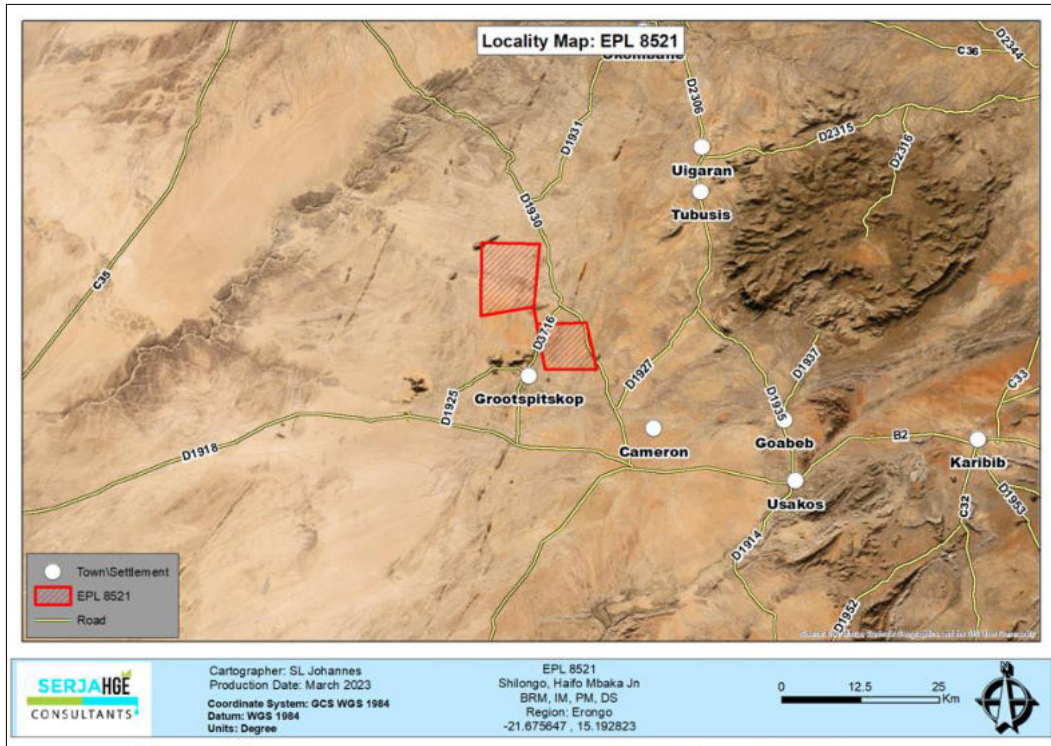 Locality Map: EPL 8521
C36
D2344
D2306
D1931
D2315
D2316
Uigaran
Tubusis
D1930
C35
D3716
D1937
D1927
C33
Grootspitskop
D1925
D1935
D1918
Cameron
Goabeb
B2
Karibib
Usakos
C32
D1953
D1914
D1952
Town\Settlement
EPL 8521
Road
SERJAHGE
CONSULTANTS
Cartographer: SL Johannes
Production Date: March 2023
Coordinate System: GCS WGS 1984
Datum: WGS 1984
Units: Degree
EPL 8521
Shilongo, Haifo Mbaka Jn
BRM, IM, PM, DS
Region: Erongo
-21.675647 , 15.192823
0 12.5 25
Km